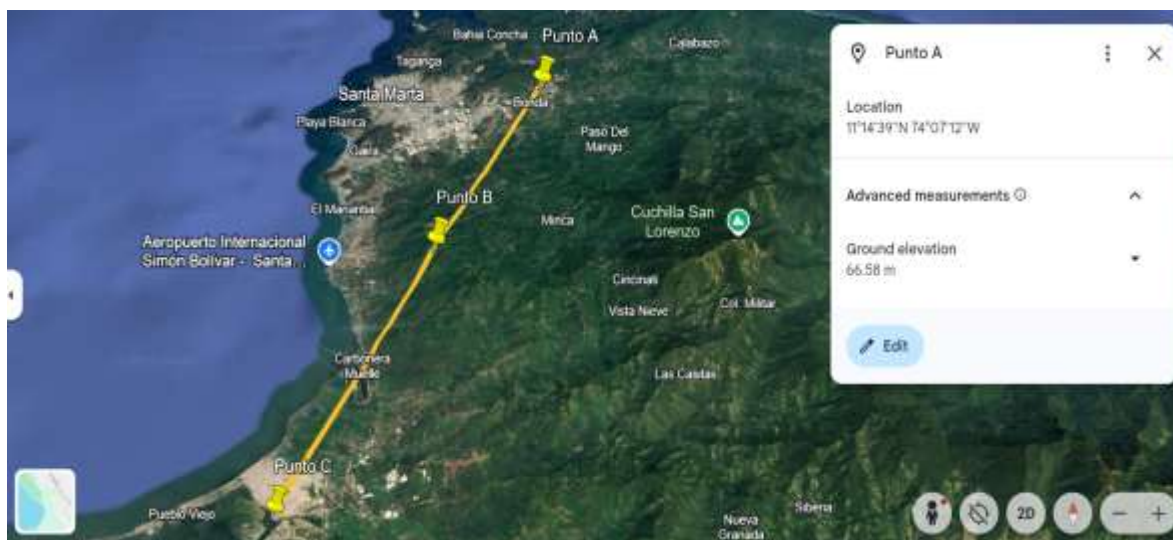 Bahia Concha
Punto A
Calabazo
Taganga
Santa Marta
Bonda
Playa Blanca
Paso Del
Mango
Punto B
El Mananba
Minca
Cuchilla San
Lorenzo
Aeropuerto Internacional
Simón Bolívar - Santa...
Cincinati
Vista Nieve
Col. Militar
Carbonera
Muelle
Las Casitas
Punto C
Pueblo Viejo
Nueva
Granada
Siberia
Punto A
Location
11°14'39"N 74°07'12"W
Advanced measurements
Ground elevation
66.58 m
Edit
2D